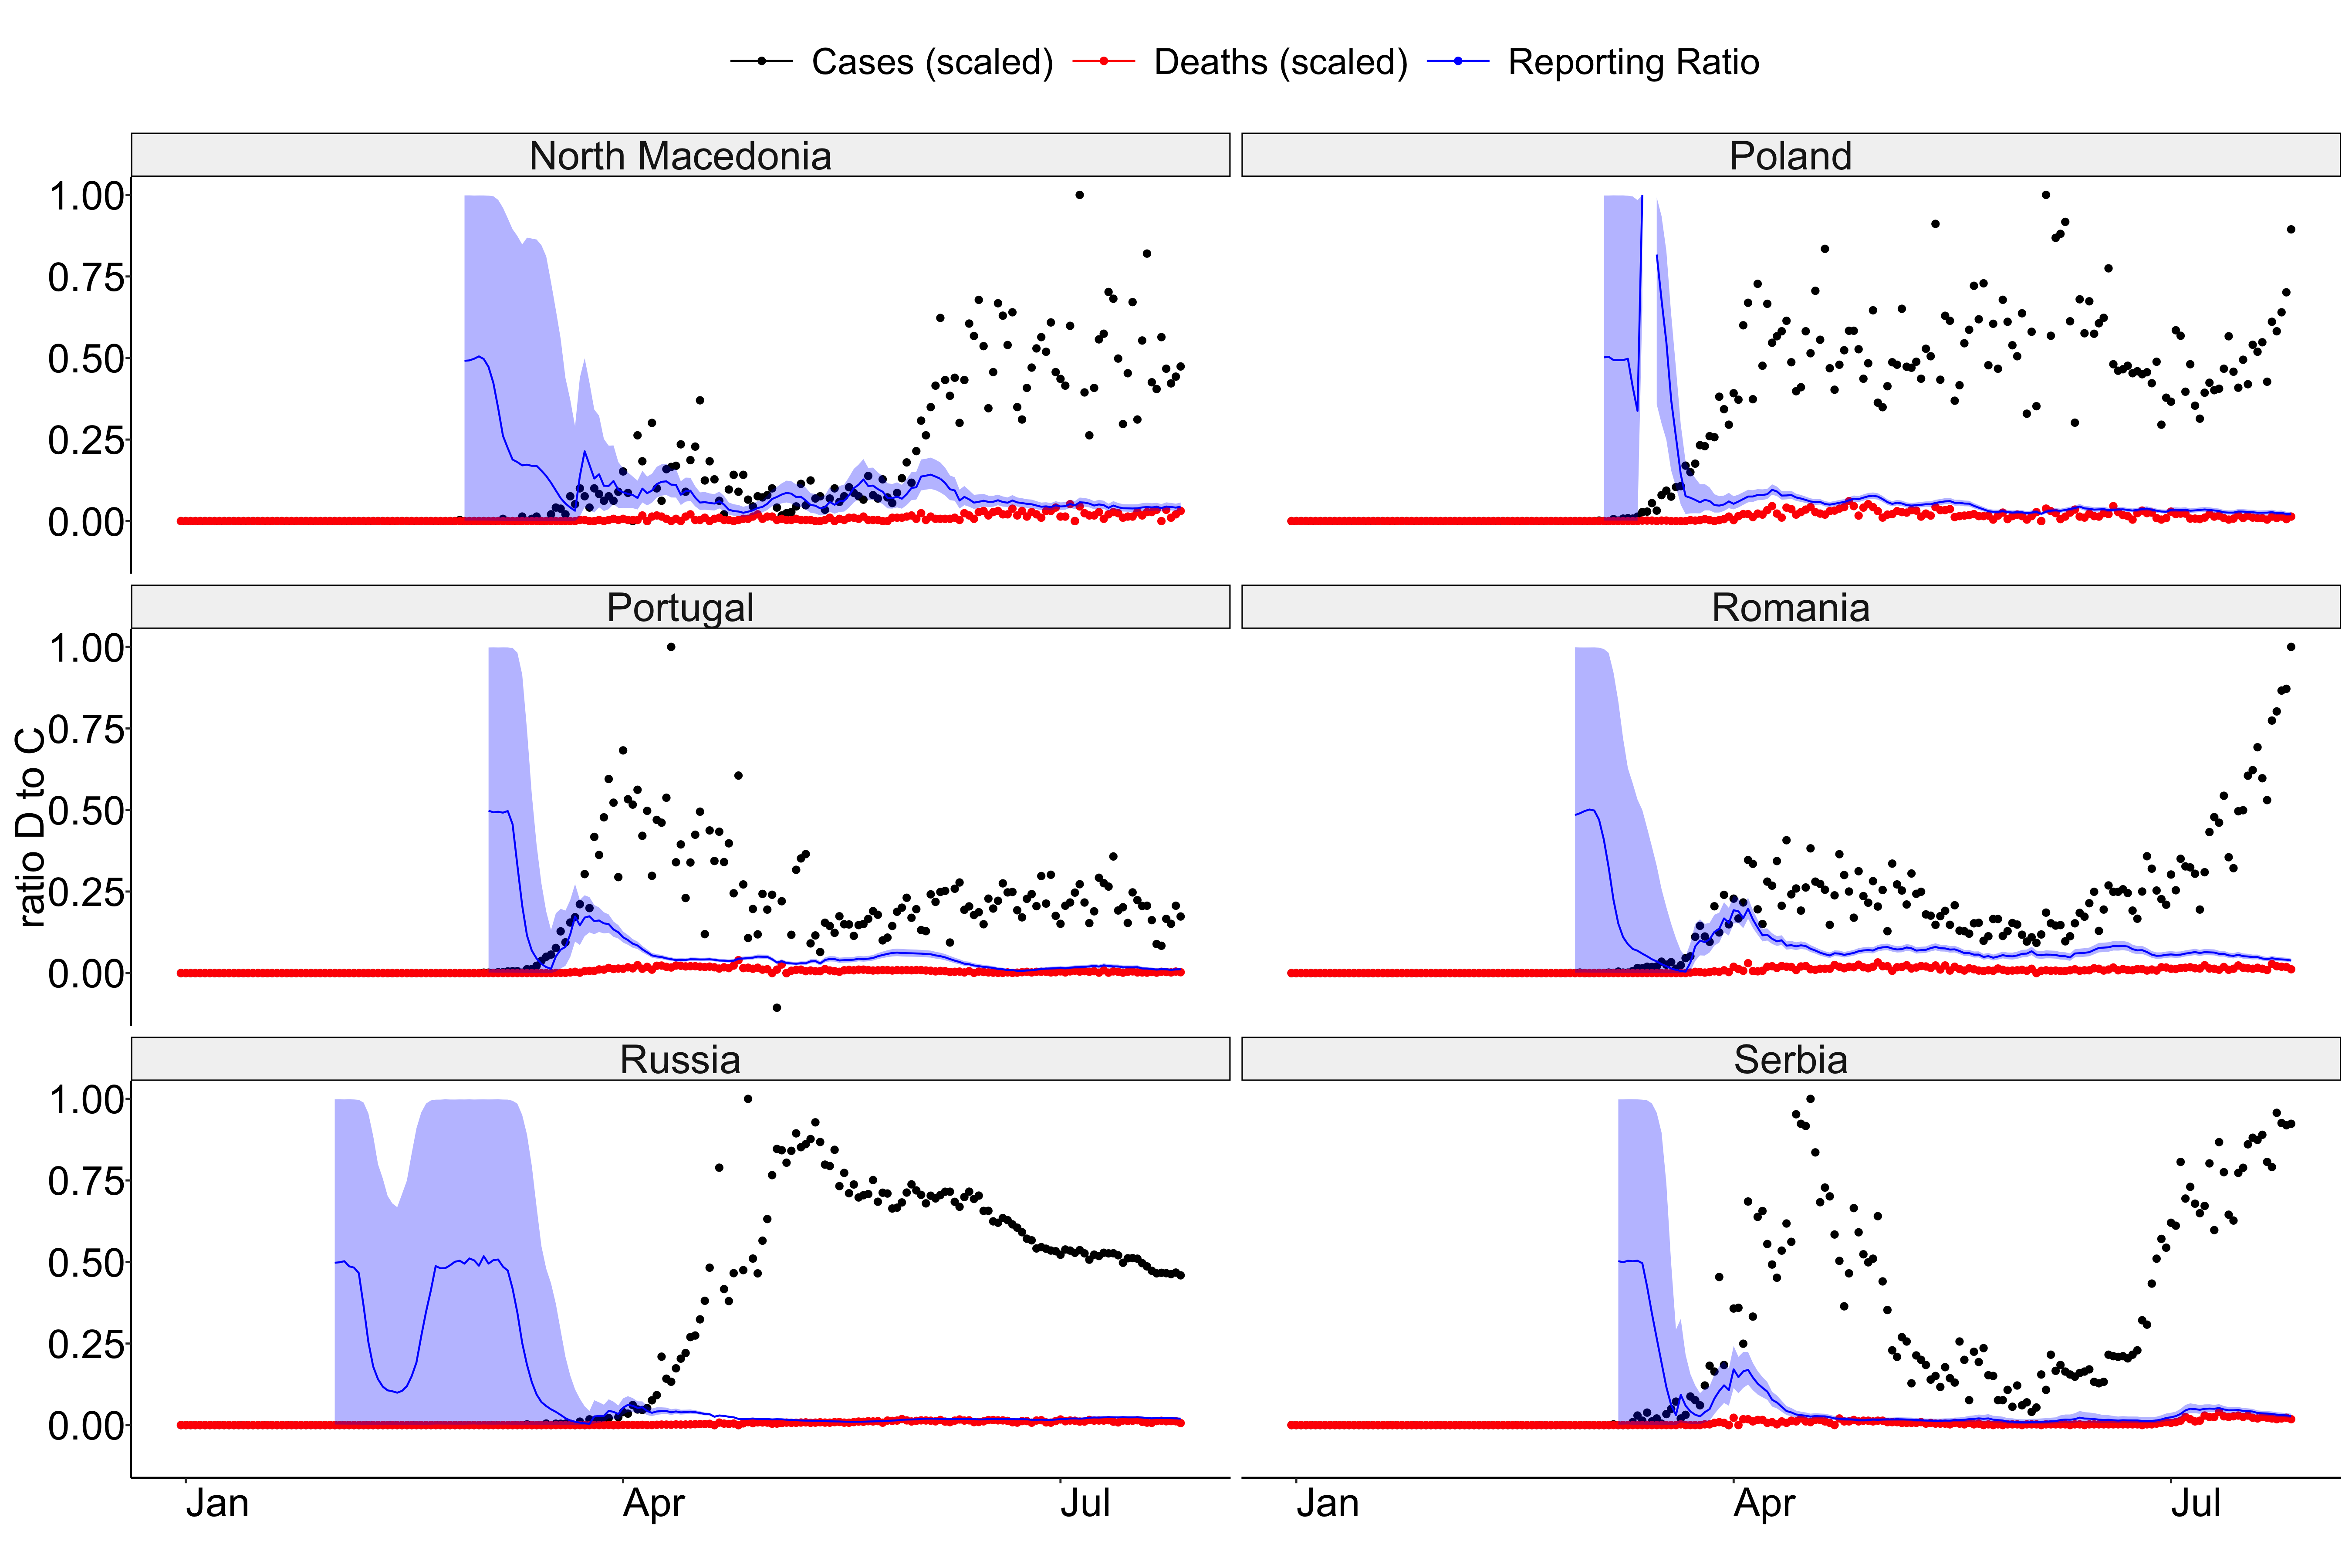 Cases (scaled) Deaths (scaled) Reporting Ratio
North Macedonia Poland
1.00
0.75
0.50
0.25
0.00
Portugal Romania
1.00
0.75
0.50
0.25
0.00
ratio D to C
Russia Serbia
1.00
0.75
0.50
0.25
0.00
Jan Apr Jul Jan Apr Jul